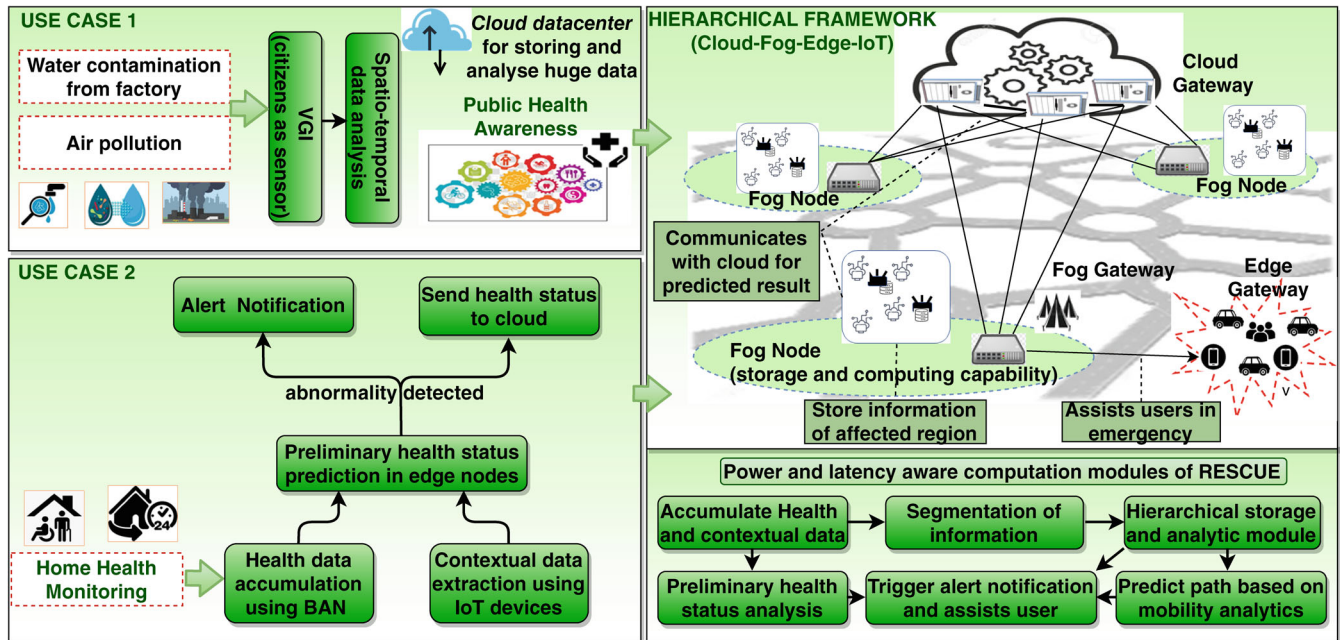 USE CASE 1
Water contamination
from factory
Air pollution
VGI
(citizens as sensor)
Spatio-temporal
data analysis
Cloud datacenter
for storing and
analyse huge data
Public Health
Awareness
USE CASE 2
Alert Notification
Send health status
to cloud
abnormality detected
Preliminary health status
prediction in edge nodes
24
Home Health
Monitoring
Health data
accumulation
using BAN
Contextual data
extraction using
IoT devices
HIERARCHICAL FRAMEWORK
(Cloud-Fog-Edge-IoT)
Cloud
Gateway
Fog Node
Fog Node
Communicates
with cloud for
predicted result
Fog Gateway
Edge
Gateway
Fog Node
(storage and computing capability)
v
Store information
of affected region
Assists users in
emergency
Power and latency aware computation modules of RESCUE
Accumulate Health
and contextual data
Segmentation of
information
Hierarchical storage
and analytic module
Preliminary health
status analysis
Trigger alert notification
and assists user
Predict path based on
mobility analytics